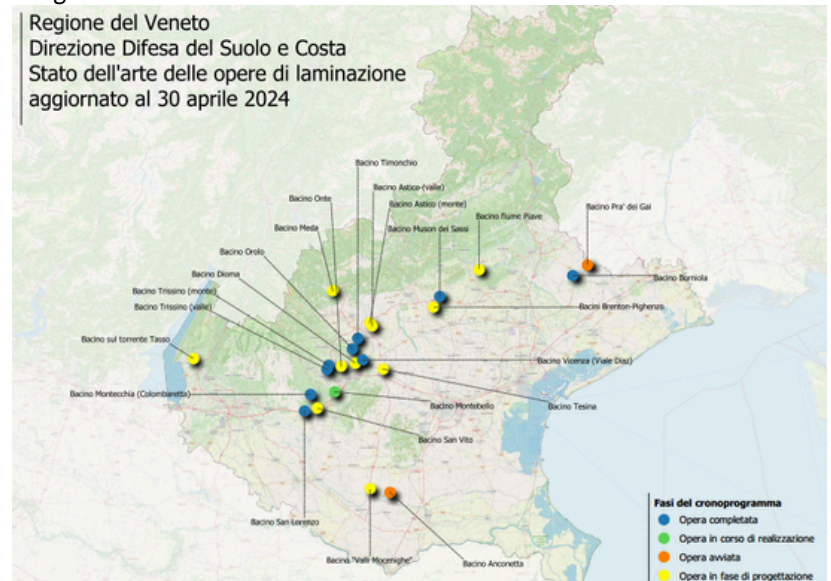 Regione del Veneto
Direzione Difesa del Suolo e Costa
Stato dell'arte delle opere di laminazione
aggiornato al 30 aprile 2024
Bacino Timonchio
Bacino Astico (valle)
Bacino Onte
Bacino Astico (monte)
Bacino Pra' dei Gai
Bacino fiume Piave
Bacino Meda
Bacino Muson dei Sassi
Bacino Orolo
Bacino Dioma
Bacino Borniola
Bacino Trissino (monte)
Bacino Trissino (valle)
Bacini Brenton-Pighenzo
Bacino sul torrente Tasso
Bacino Vicenza (Viale Diaz)
Bacino Montecchia (Colombaretta)
Bacino Montebello
Bacino Tesina
Bacino San Vito
Bacino San Lorenzo
Bacino "Valli Mocenighe"
Bacino Anconetta
Fasi del cronoprogramma
Opera completata
Opera in corso di realizzazione
Opera avviata
Opera in fase di progettazione